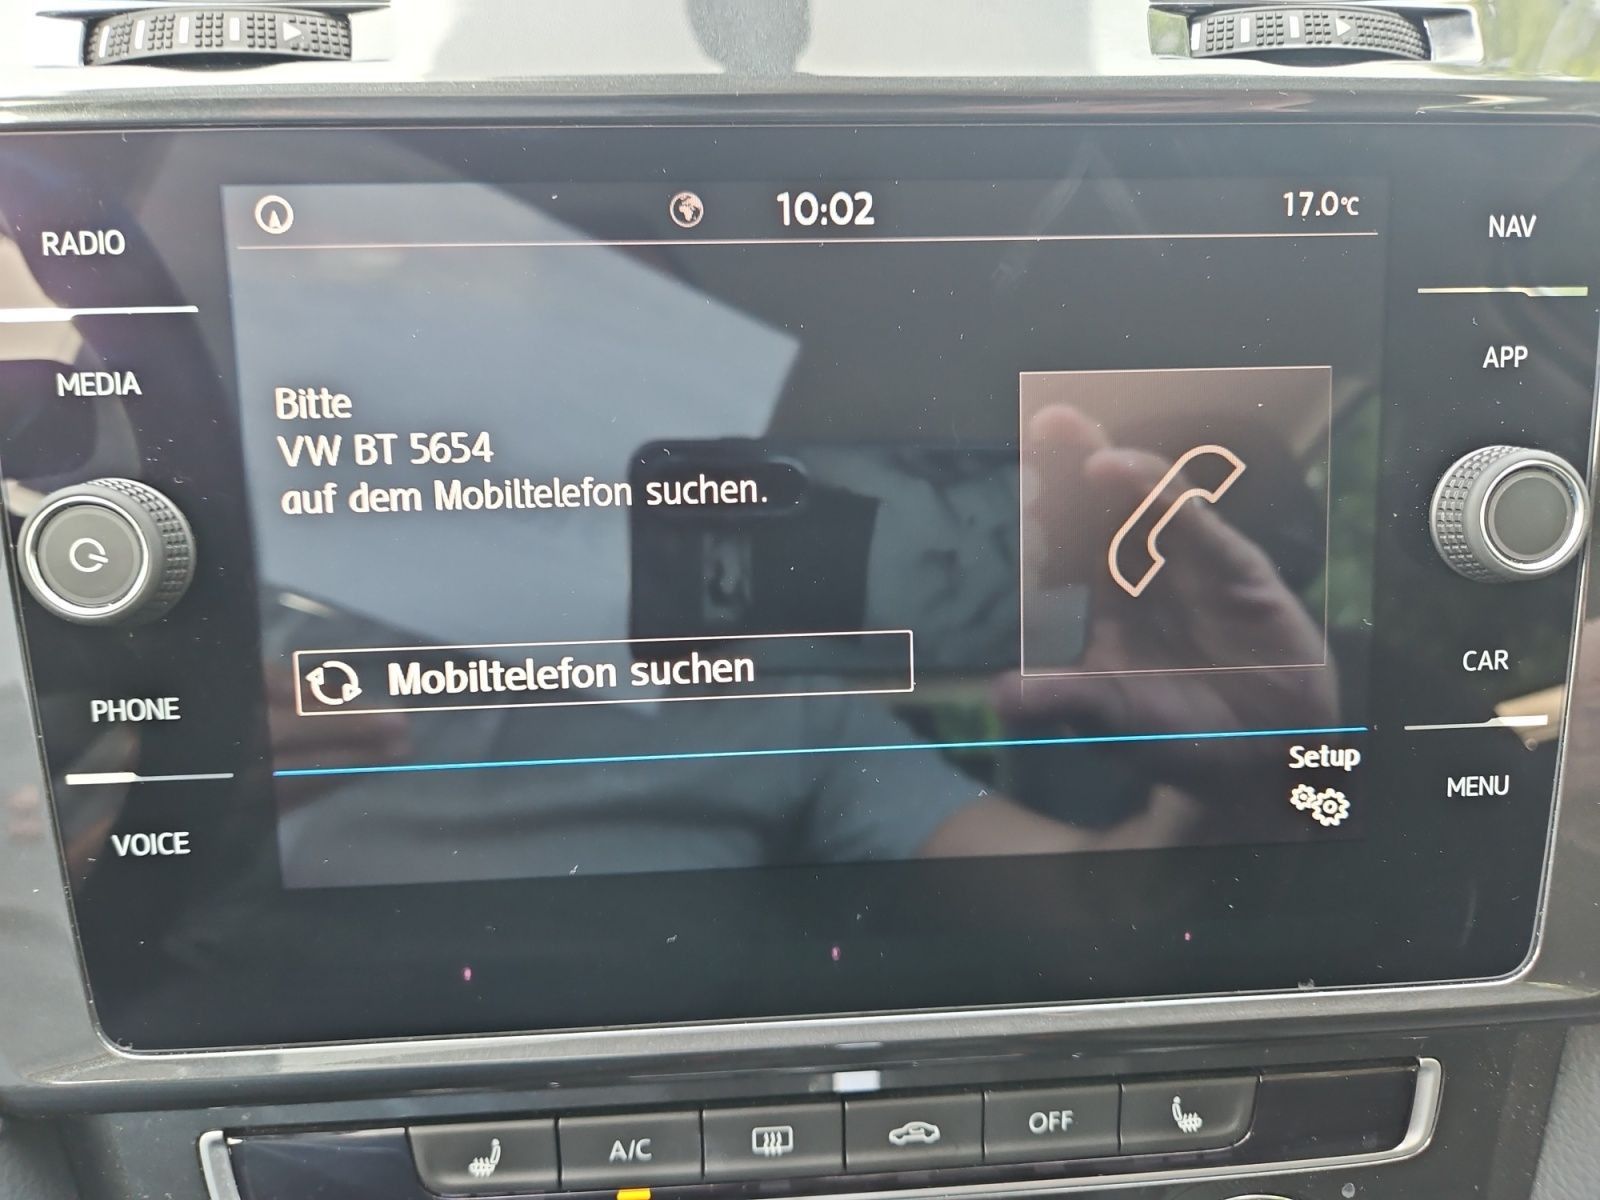 10:02
17.0°C
RADIO
MEDIA
PHONE
VOICE
Bitte
VW BT 5654
auf dem Mobiltelefon suchen.
Mobiltelefon suchen
Setup
NAV
APP
CAR
MENU
A/C
OFF